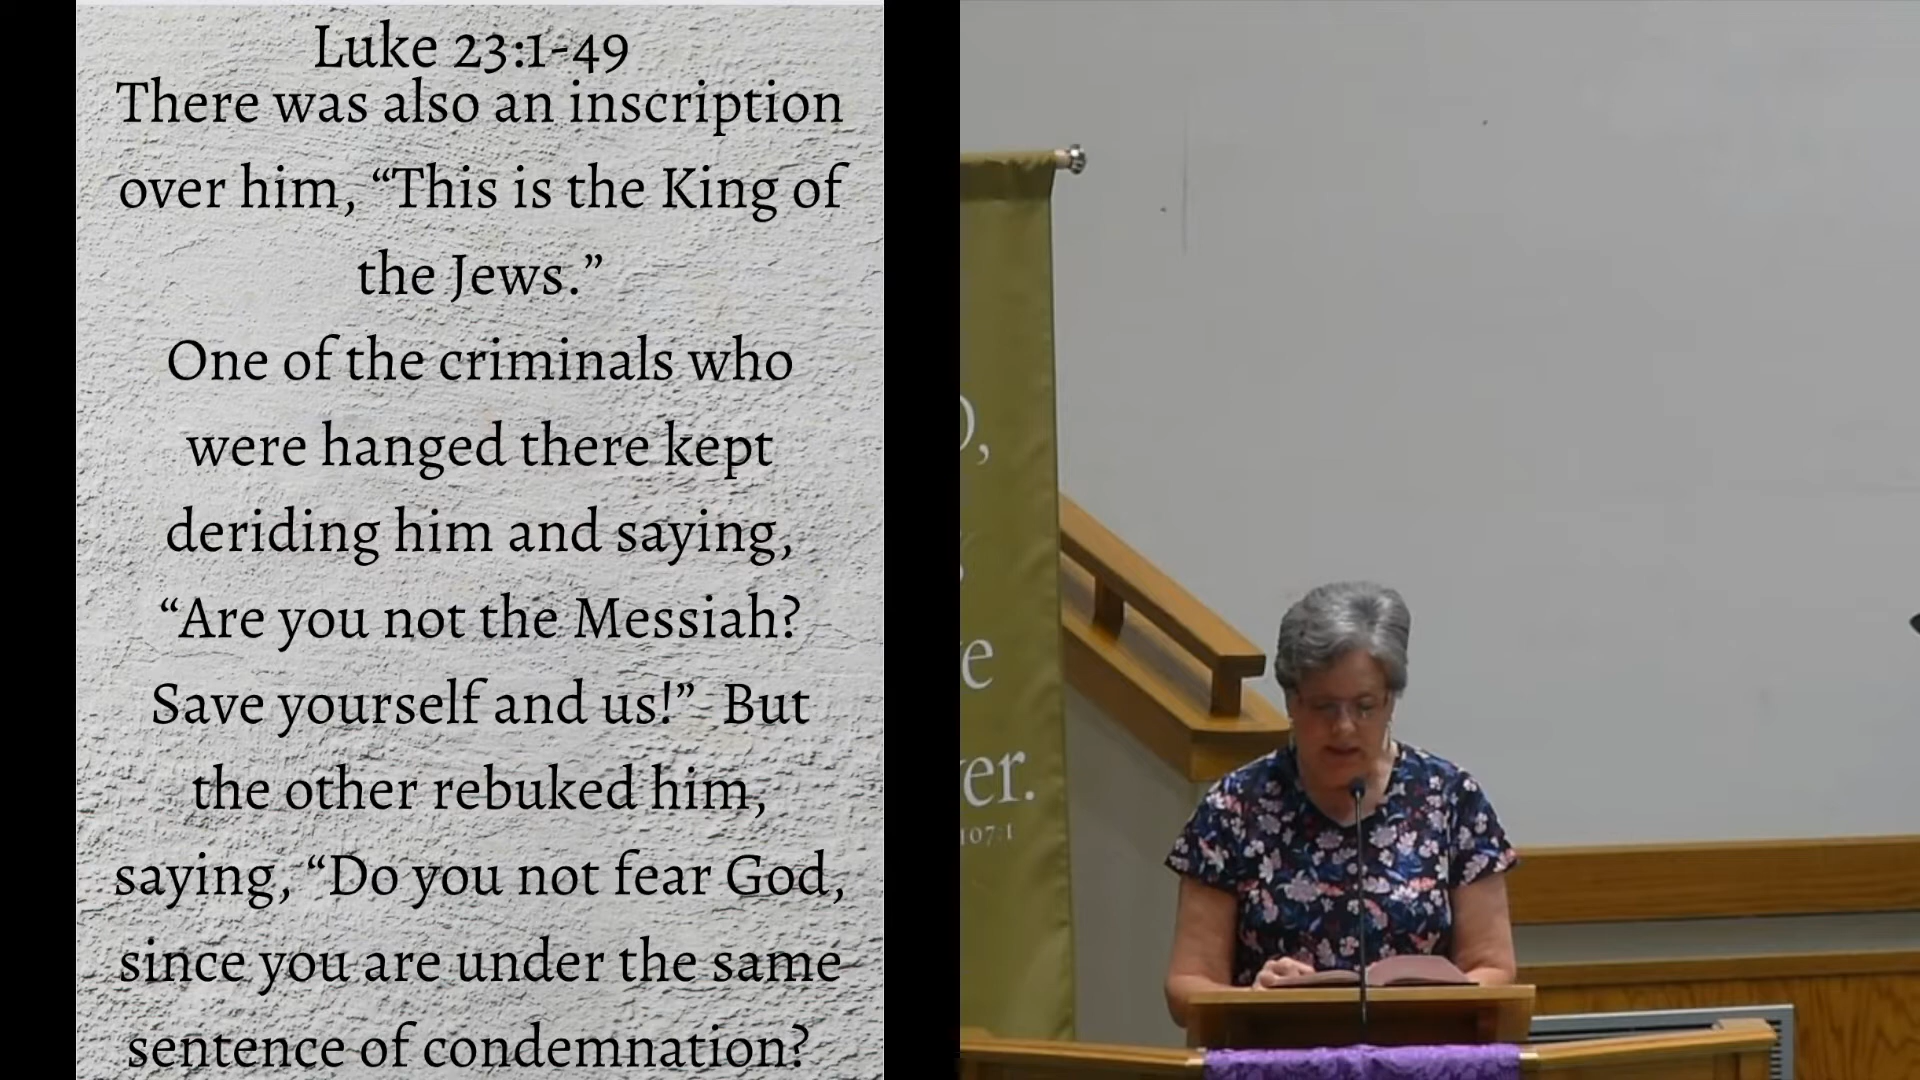 Luke 23:1-49
There was also an inscription
over him, “This is the King of
the Jews.”
One of the criminals who
were hanged there kept
deriding him and saying,
“Are you not the Messiah?
Save yourself and us!” But
the other rebuked him,
saying, “Do you not fear God,
since you are under the same
sentence of condemnation?
er.
107:1